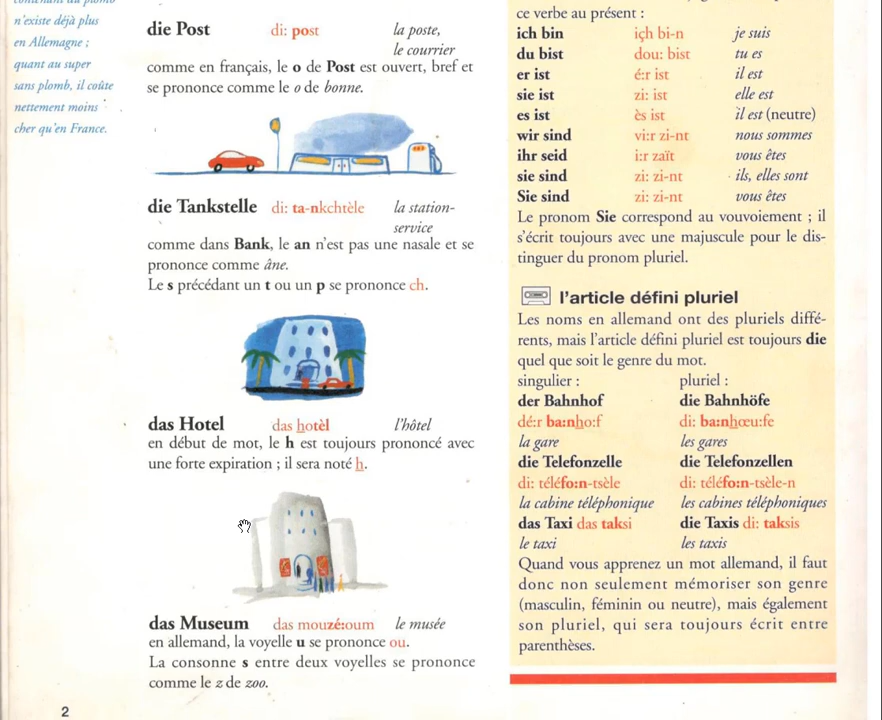 n'existe déjà plus
en Allemagne ;
quant au super
sans plomb, il coûte
nettement moins
cher qu'en France.
die Post di: post la poste,
le courrier
comme en français, le o de Post est ouvert, bref et
se prononce comme le o de bonne.
die Tankstelle di: ta-nkchtèle la station-
service
comme dans Bank, le an n'est pas une nasale et se
prononce comme âne.
Le s précédant un t ou un p se prononce ch.
das Hotel das hotèl l'hôtel
en début de mot, le h est toujours prononcé avec
une forte expiration ; il sera noté h.
das Museum das mouzé:oum le musée
en allemand, la voyelle u se prononce ou.
La consonne s entre deux voyelles se prononce
comme le z de zoo.
2
ce verbe au présent :
ich bin içh bi-n je suis
du bist dou: bist tu es
er ist é:r ist il est
sie ist zi: ist elle est
es ist ès ist il est (neutre)
wir sind vi:r zi-nt nous sommes
ihr seid i:r zaït vous êtes
sie sind zi: zi-nt ils, elles sont
Sie sind zi: zi-nt vous êtes
Le pronom Sie correspond au vouvoiement ; il
s'écrit toujours avec une majuscule pour le dis-
tinguer du pronom pluriel.
l'article défini pluriel
Les noms en allemand ont des pluriels diffé-
rents, mais l'article défini pluriel est toujours die
quel que soit le genre du mot.
singulier : pluriel :
der Bahnhof die Bahnhöfe
dé:r ba:nho:f di: ba:nhœu:fe
la gare les gares
die Telefonzelle die Telefonzellen
di: téléfo:n-tsèle di: téléfo:n-tsèle-n
la cabine téléphonique les cabines téléphoniques
das Taxi das taksi die Taxis di: taksis
le taxi les taxis
Quand vous apprenez un mot allemand, il faut
donc non seulement mémoriser son genre
(masculin, féminin ou neutre), mais également
son pluriel, qui sera toujours écrit entre
parenthèses.